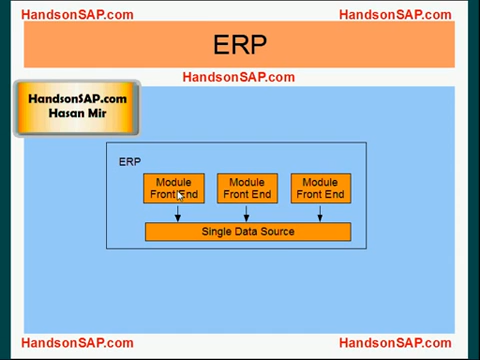 HandsonSAP.com
HandsonSAP.com
ERP
HandsonSAP.com
HandsonSAP.com
Hasan Mir
ERP
Module
Front End
Module
Front End
Module
Front End
Single Data Source
HandsonSAP.com
HandsonSAP.com